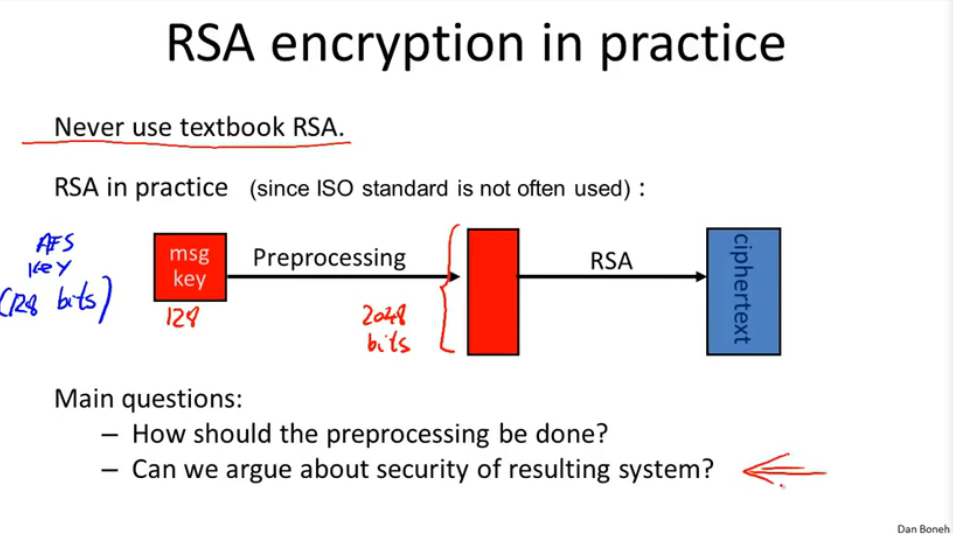 RSA encryption in practice
Never use textbook RSA.
RSA in practice (since ISO standard is not often used) :
AES
key
(128 bits)
msg
key
128
Preprocessing
2048
bits
RSA
ciphertext
Main questions:
– How should the preprocessing be done?
– Can we argue about security of resulting system?
Dan Boneh